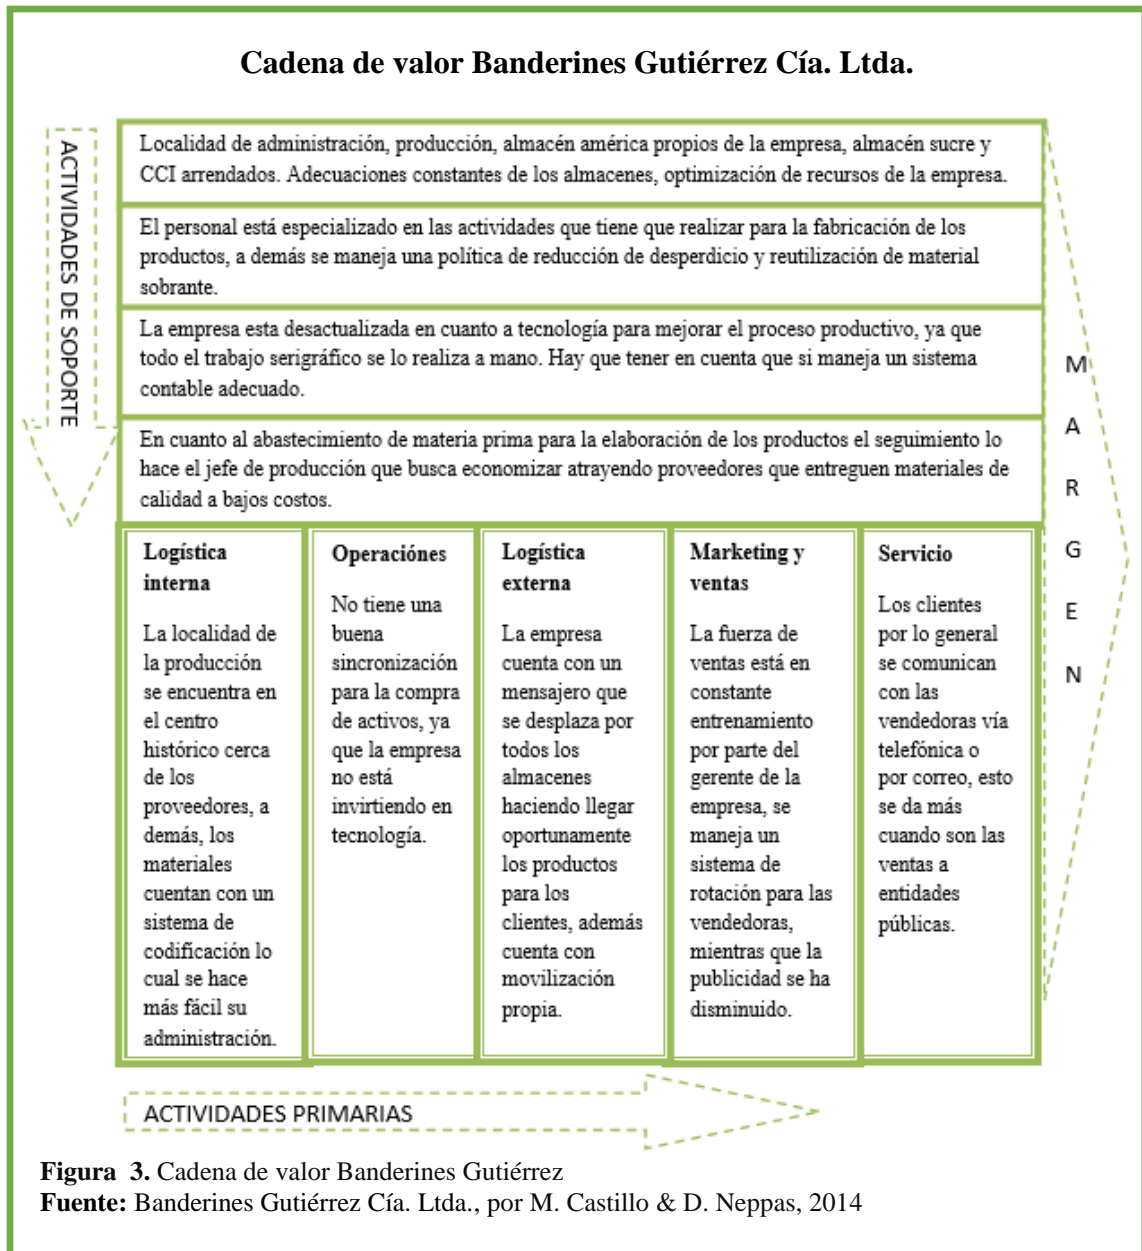 Cadena de valor Banderines Gutiérrez Cía. Ltda.
ACTIVIDADES DE SOPORTE
Localidad de administración, producción, almacén américa propios de la empresa, almacén sucre y
CCI arrendados. Adecuaciones constantes de los almacenes, optimización de recursos de la empresa.
El personal está especializado en las actividades que tiene que realizar para la fabricación de los
productos, a demás se maneja una política de reducción de desperdicio y reutilización de material
sobrante.
La empresa esta desactualizada en cuanto a tecnología para mejorar el proceso productivo, ya que
todo el trabajo serigráfico se lo realiza a mano. Hay que tener en cuenta que si maneja un sistema
contable adecuado.
En cuanto al abastecimiento de materia prima para la elaboración de los productos el seguimiento lo
hace el jefe de producción que busca economizar atrayendo proveedores que entreguen materiales de
calidad a bajos costos.
Logística
interna
La localidad de
la producción
se encuentra en
el centro
histórico cerca
de los
proveedores, a
demás, los
materiales
cuentan con un
sistema de
codificación lo
cual se hace
más fácil su
administración.
Operaciónes
No tiene una
buena
sincronización
para la compra
de activos, ya
que la empresa
no está
invirtiendo en
tecnología.
Logística
externa
La empresa
cuenta con un
mensajero que
se desplaza por
todos los
almacenes
haciendo llegar
oportunamente
los productos
para los
clientes, además
cuenta con
movilización
propia.
Marketing y
ventas
La fuerza de
ventas está en
constante
entrenamiento
por parte del
gerente de la
empresa, se
maneja un
sistema de
rotación para las
vendedoras,
mientras que la
publicidad se ha
disminuido.
Servicio
Los clientes
por lo general
se comunican
con las
vendedoras vía
telefónica o
por correo, esto
se da más
cuando son las
ventas a
entidades
públicas.
M
A
R
G
E
N
ACTIVIDADES PRIMARIAS
Figura 3. Cadena de valor Banderines Gutiérrez
Fuente: Banderines Gutiérrez Cía. Ltda., por M. Castillo & D. Neppas, 2014